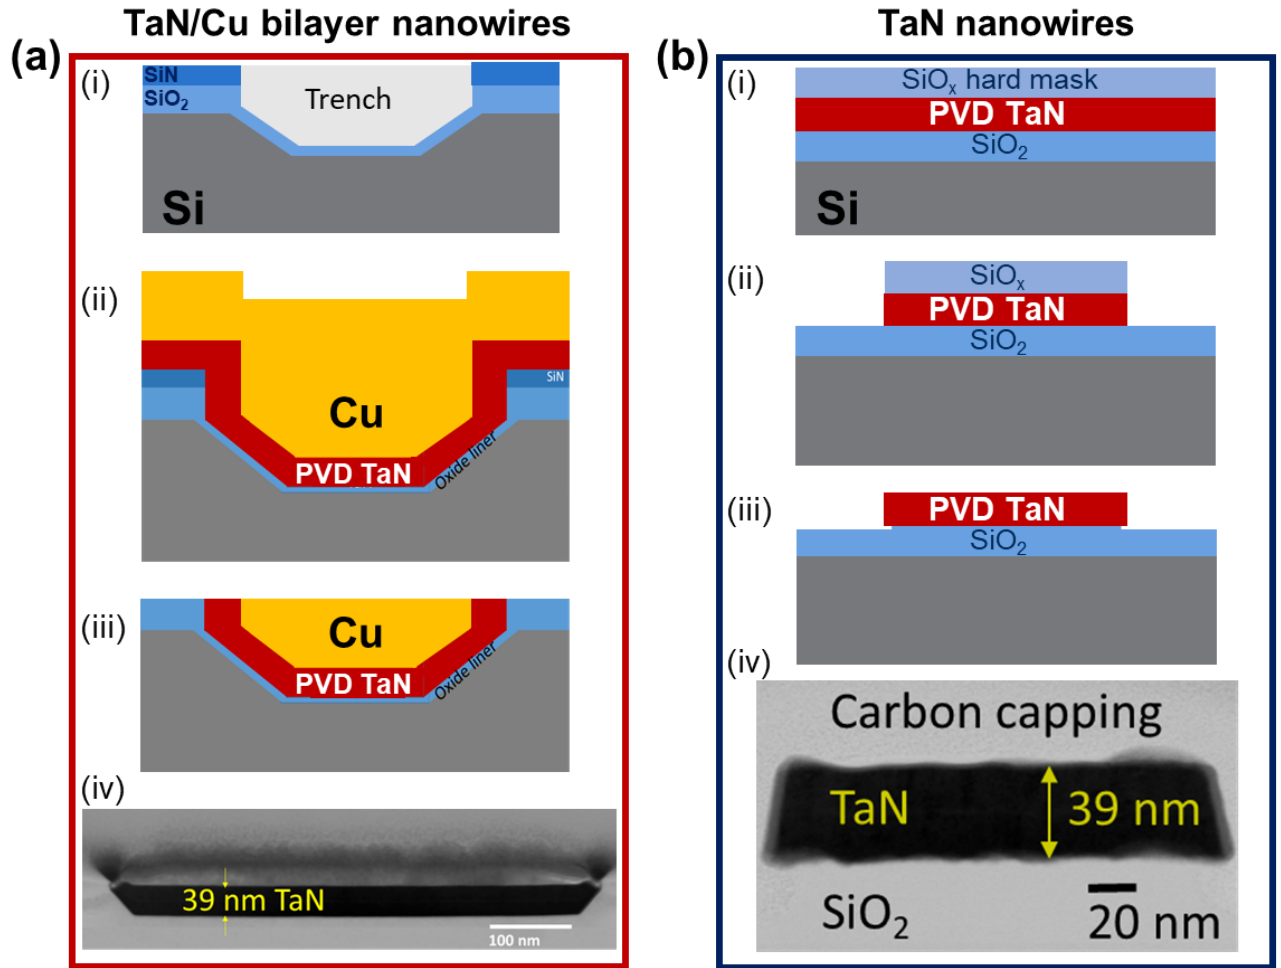 TaN/Cu bilayer nanowires
(a)
(i)
SiN
SiO₂
Trench
Si
(ii)
SiN
Cu
PVD TaN
Oxide liner
(iii)
Cu
PVD TaN
Oxide liner
(iv)
39 nm TaN
100 nm
TaN nanowires
(b)
(i)
SiOₓ hard mask
PVD TaN
SiO₂
Si
(ii)
SiOₓ
PVD TaN
SiO₂
(iii)
PVD TaN
SiO₂
(iv)
Carbon capping
TaN
39 nm
SiO₂
20 nm